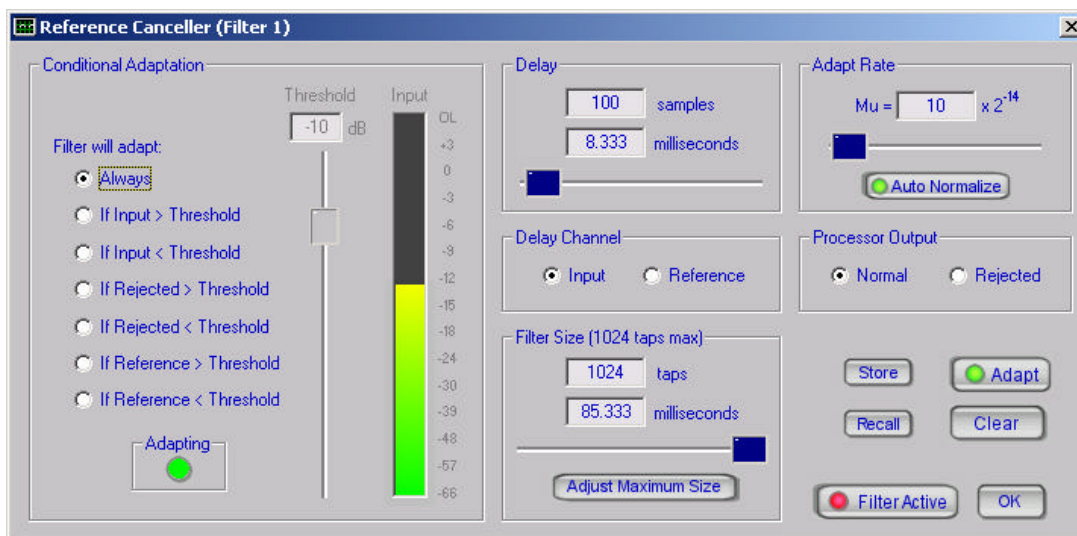 Reference Canceller (Filter 1)
Conditional Adaptation
Threshold
-10 dB
Input
OL
+3
0
-3
-6
-9
-12
-15
-18
-24
-30
-39
-48
-57
-66
Filter will adapt:
Always
If Input > Threshold
If Input < Threshold
If Rejected > Threshold
If Rejected < Threshold
If Reference > Threshold
If Reference < Threshold
Adapting
Delay
100 samples
8.333 milliseconds
Delay Channel
Input Reference
Filter Size (1024 taps max)
1024 taps
85.333 milliseconds
Adjust Maximum Size
Adapt Rate
Mu = 10 x 2^-14
Auto Normalize
Processor Output
Normal Rejected
Store Adapt
Recall Clear
Filter Active OK